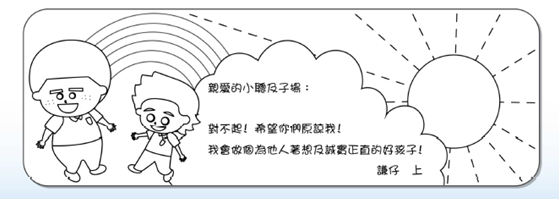 親愛的小聰及子揚：
對不起！希望你們原諒我！
我會做個為他人著想及誠實正直的好孩子！
謙仔　上